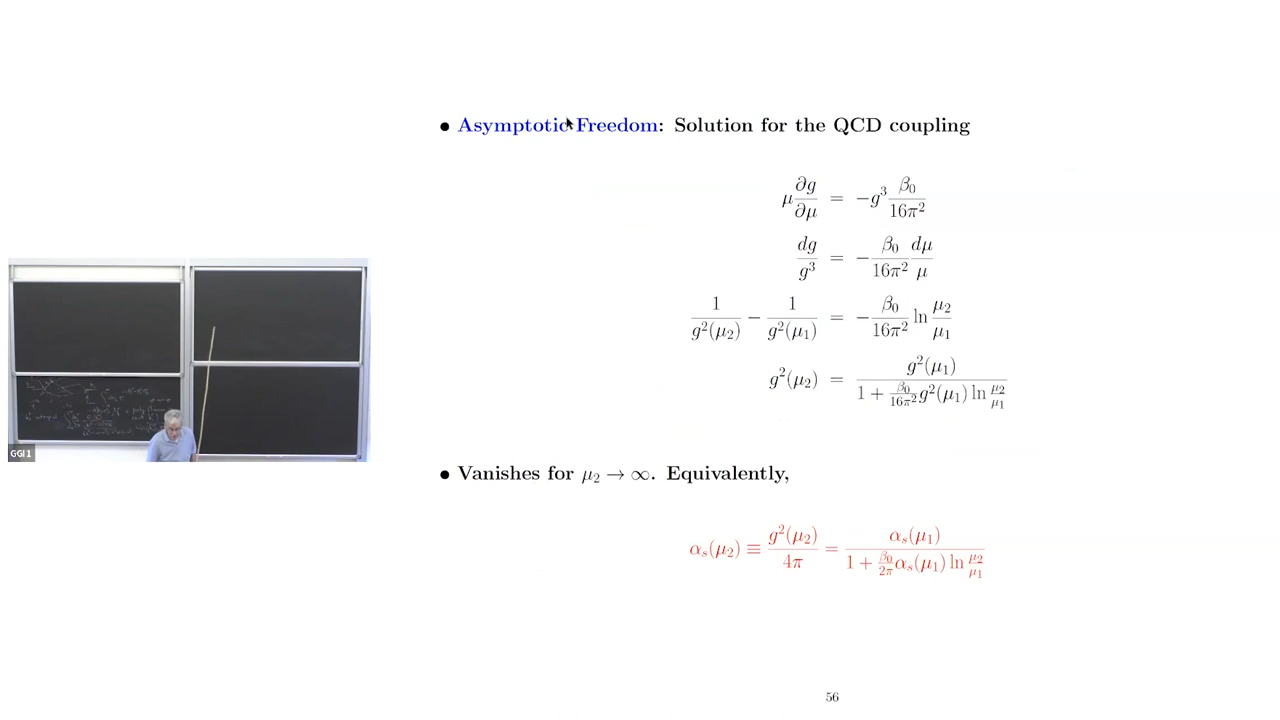 • Asymptotic Freedom: Solution for the QCD coupling
μ ∂g/∂μ = −g³ β₀/16π²
dg/g³ = − β₀/16π² dμ/μ
1/g²(μ₂) − 1/g²(μ₁) = − β₀/16π² ln μ₂/μ₁
g²(μ₂) = g²(μ₁) / 1 + β₀/16π² g²(μ₁) ln μ₂/μ₁
• Vanishes for μ₂ → ∞. Equivalently,
αₛ(μ₂) ≡ g²(μ₂)/4π = αₛ(μ₁) / 1 + β₀/2π αₛ(μ₁) ln μ₂/μ₁
GGI 1
56